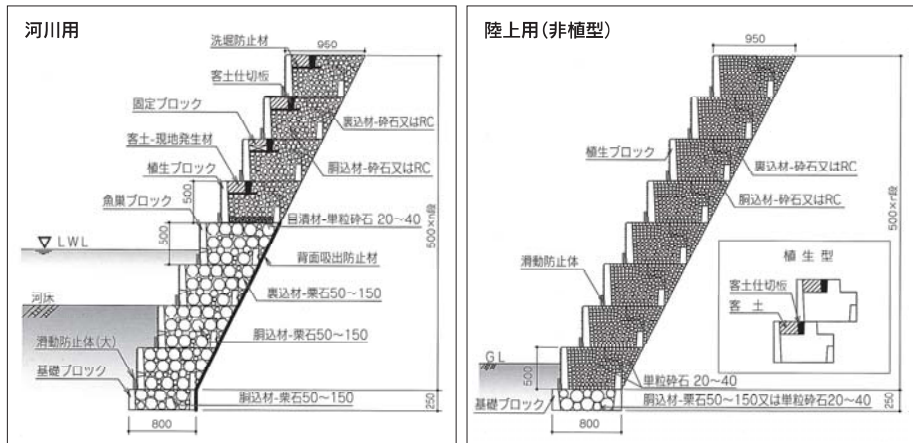 河川用
洗堀防止材
950
客土仕切板
固定ブロック
裏込材-砕石又はRC
客土-現地発生材
胴込材-砕石又はRC
植生ブロック
500
魚巣ブロック
目潰材-単粒砕石 20～40
500
LWL
背面吸出防止材
500×n段
裏込材-栗石50～150
河床
胴込材-栗石50～150
滑動防止体(大)
基礎ブロック
胴込材-栗石50～150
250
800
陸上用(非植型)
950
植生ブロック
裏込材-砕石又はRC
胴込材-砕石又はRC
500×r段
植生型
滑動防止体
客土仕切板
客土
GL
500
単粒砕石 20～40
基礎ブロック
胴込材-栗石50～150又は単粒砕石20～40
250
800